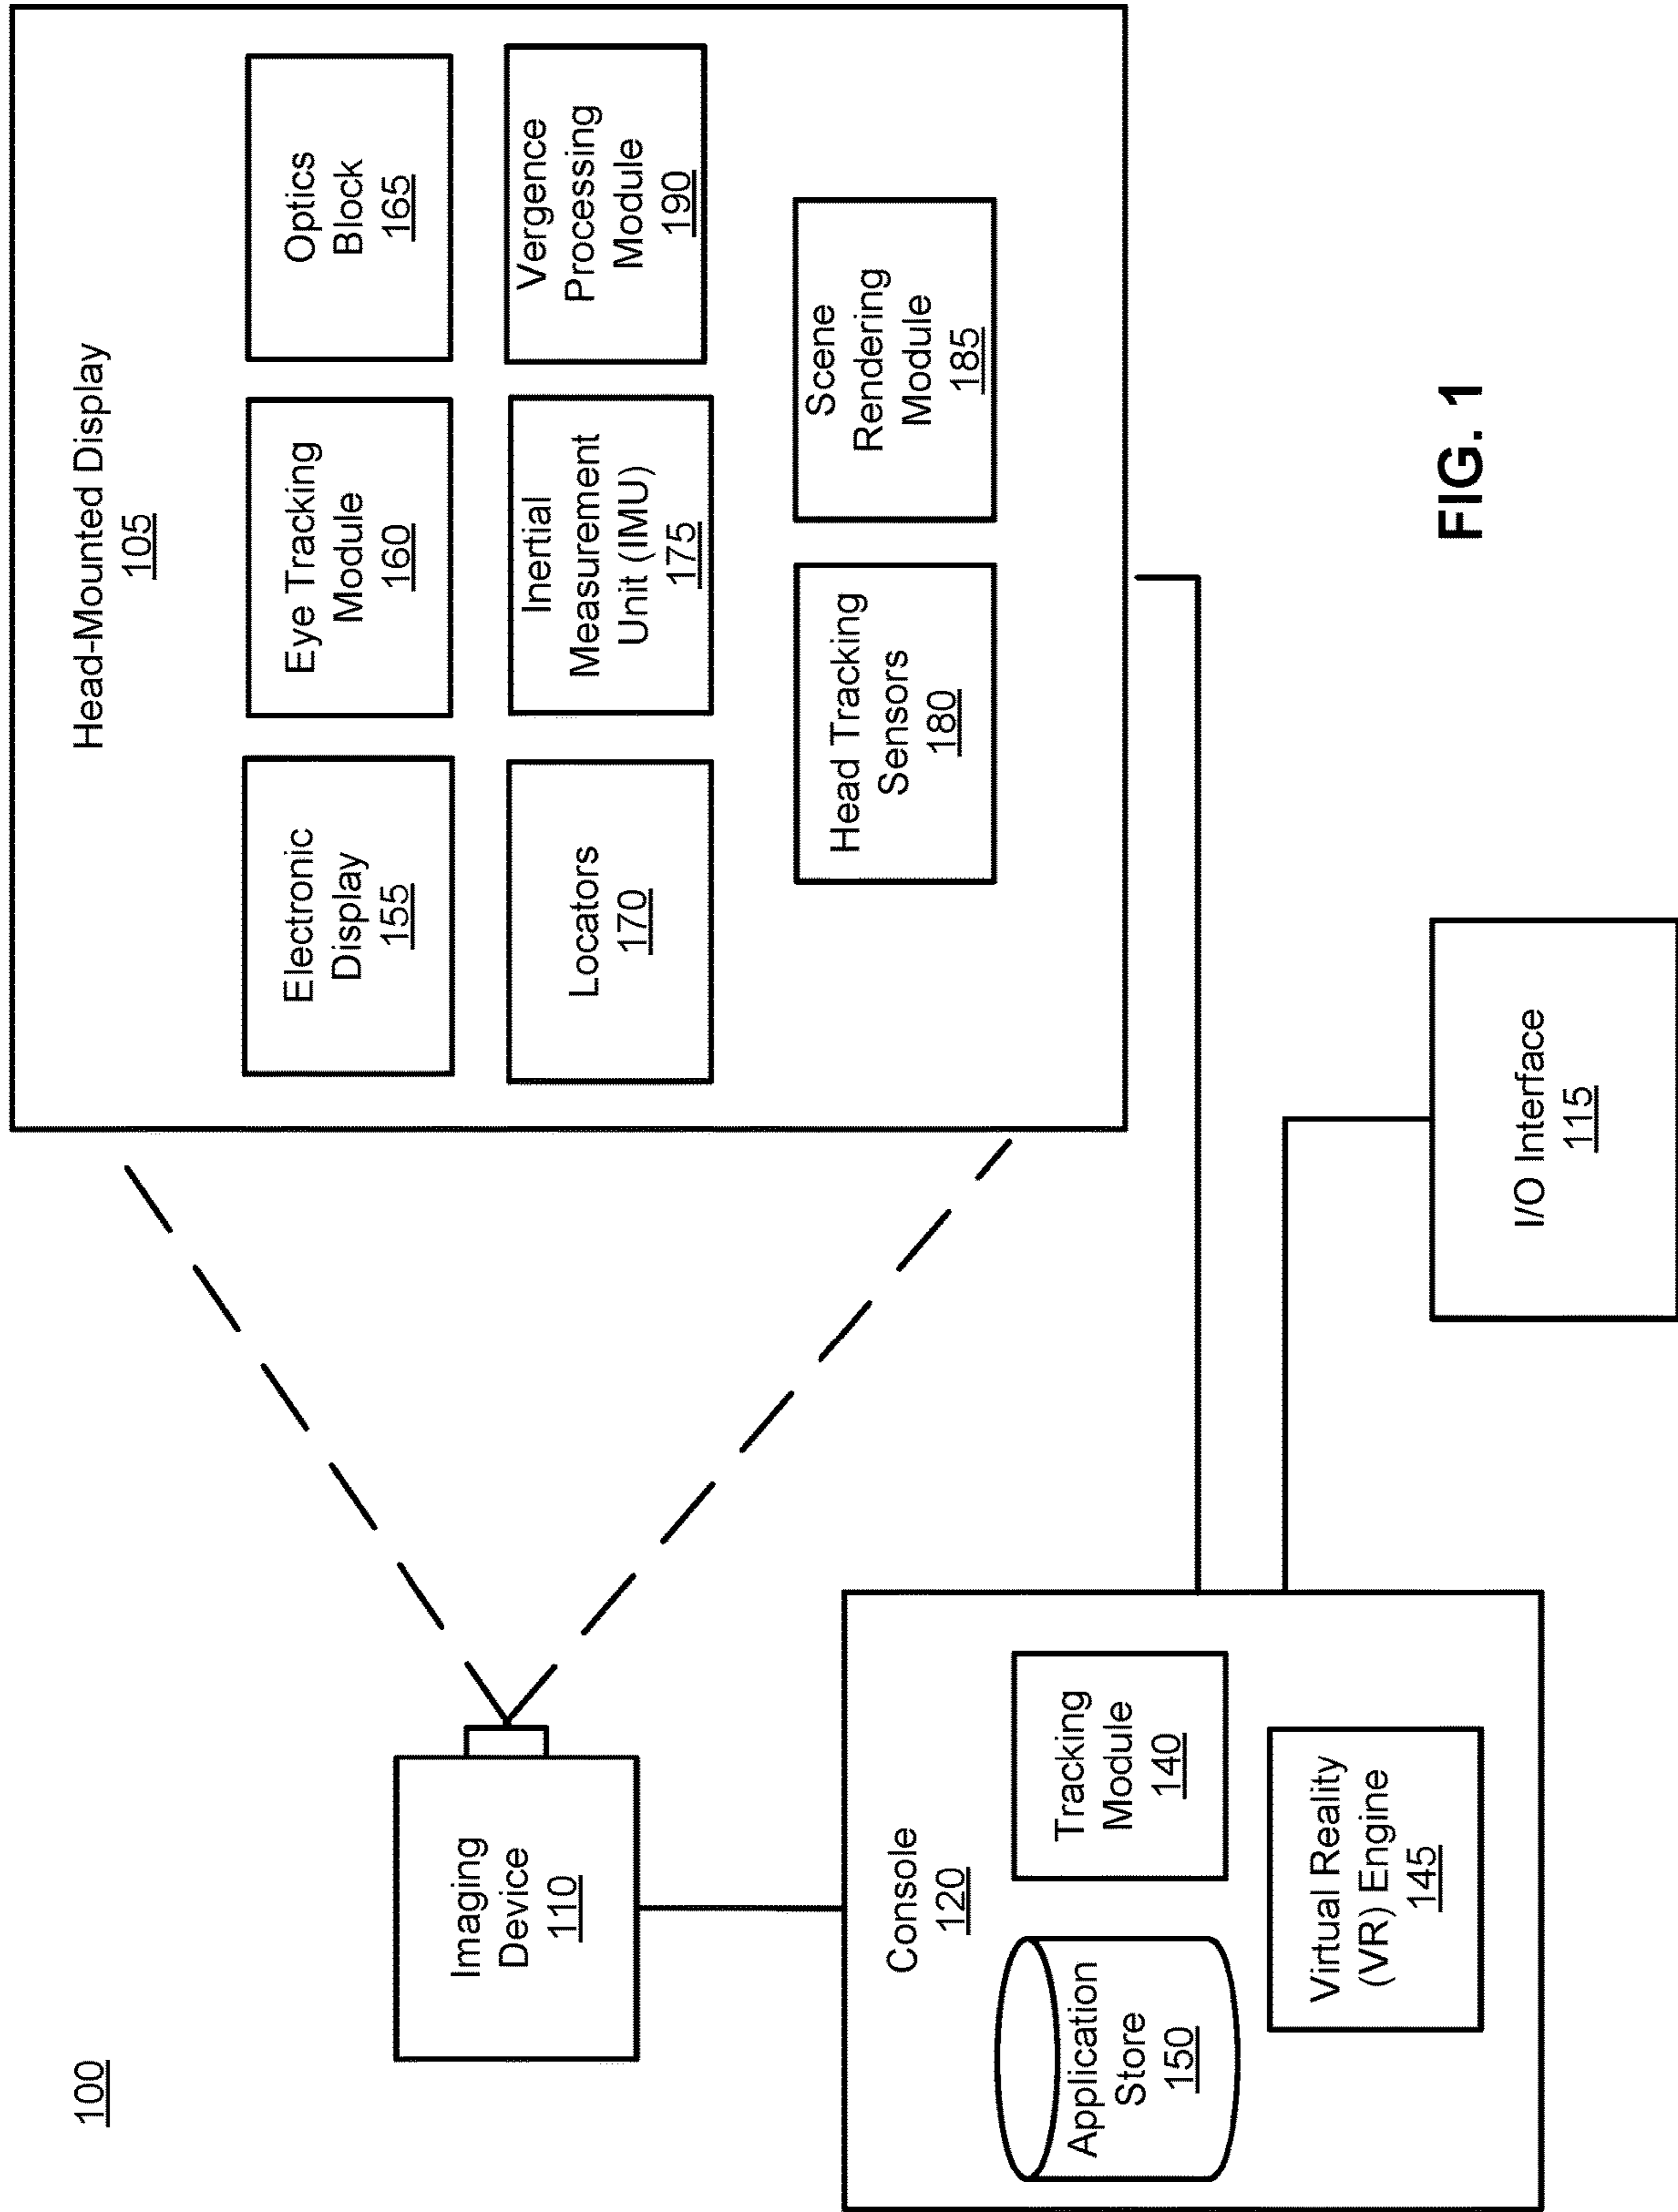 100
Head-Mounted Display
105
Electronic
Display
155
Eye Tracking
Module
160
Optics
Block
165
Locators
170
Inertial
Measurement
Unit (IMU)
175
Vergence
Processing
Module
190
Head Tracking
Sensors
180
Scene
Rendering
Module
185
Imaging
Device
110
Console
120
Application
Store
150
Tracking
Module
140
Virtual Reality
(VR) Engine
145
I/O Interface
115
FIG. 1